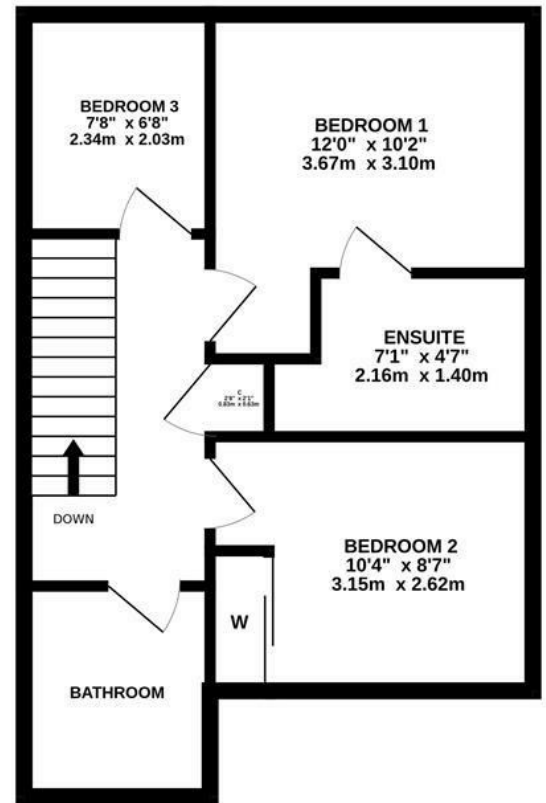 BEDROOM 3
7'8" x 6'8"
2.34m x 2.03m
BEDROOM 1
12'0" x 10'2"
3.67m x 3.10m
ENSUITE
7'1" x 4'7"
2.16m x 1.40m
C
DOWN
BEDROOM 2
10'4" x 8'7"
3.15m x 2.62m
W
BATHROOM